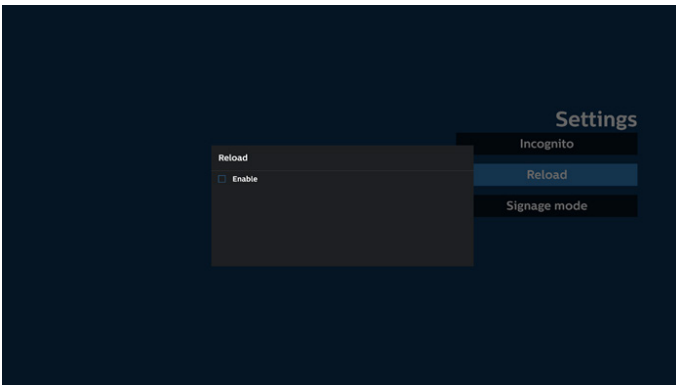 Settings
Incognito
Reload
Signage mode
Reload
Enable